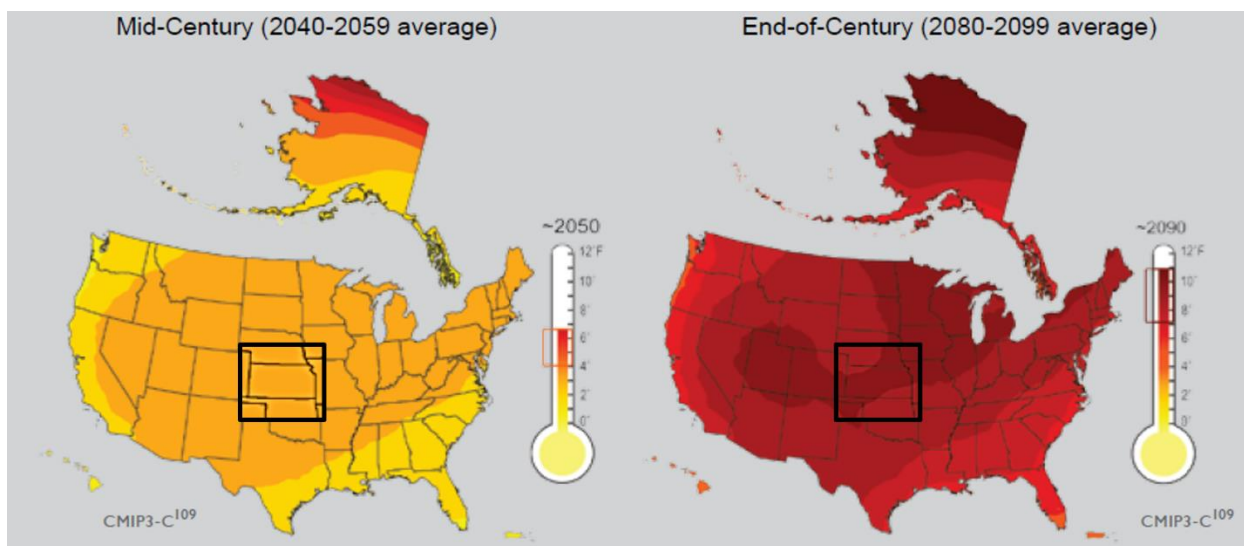 Mid-Century (2040-2059 average)
End-of-Century (2080-2099 average)
~2050
12°F
10°
8°
6°
4°
2°
0°
~2090
12°F
10°
8°
6°
4°
2°
0°
CMIP3-C109
CMIP3-C109